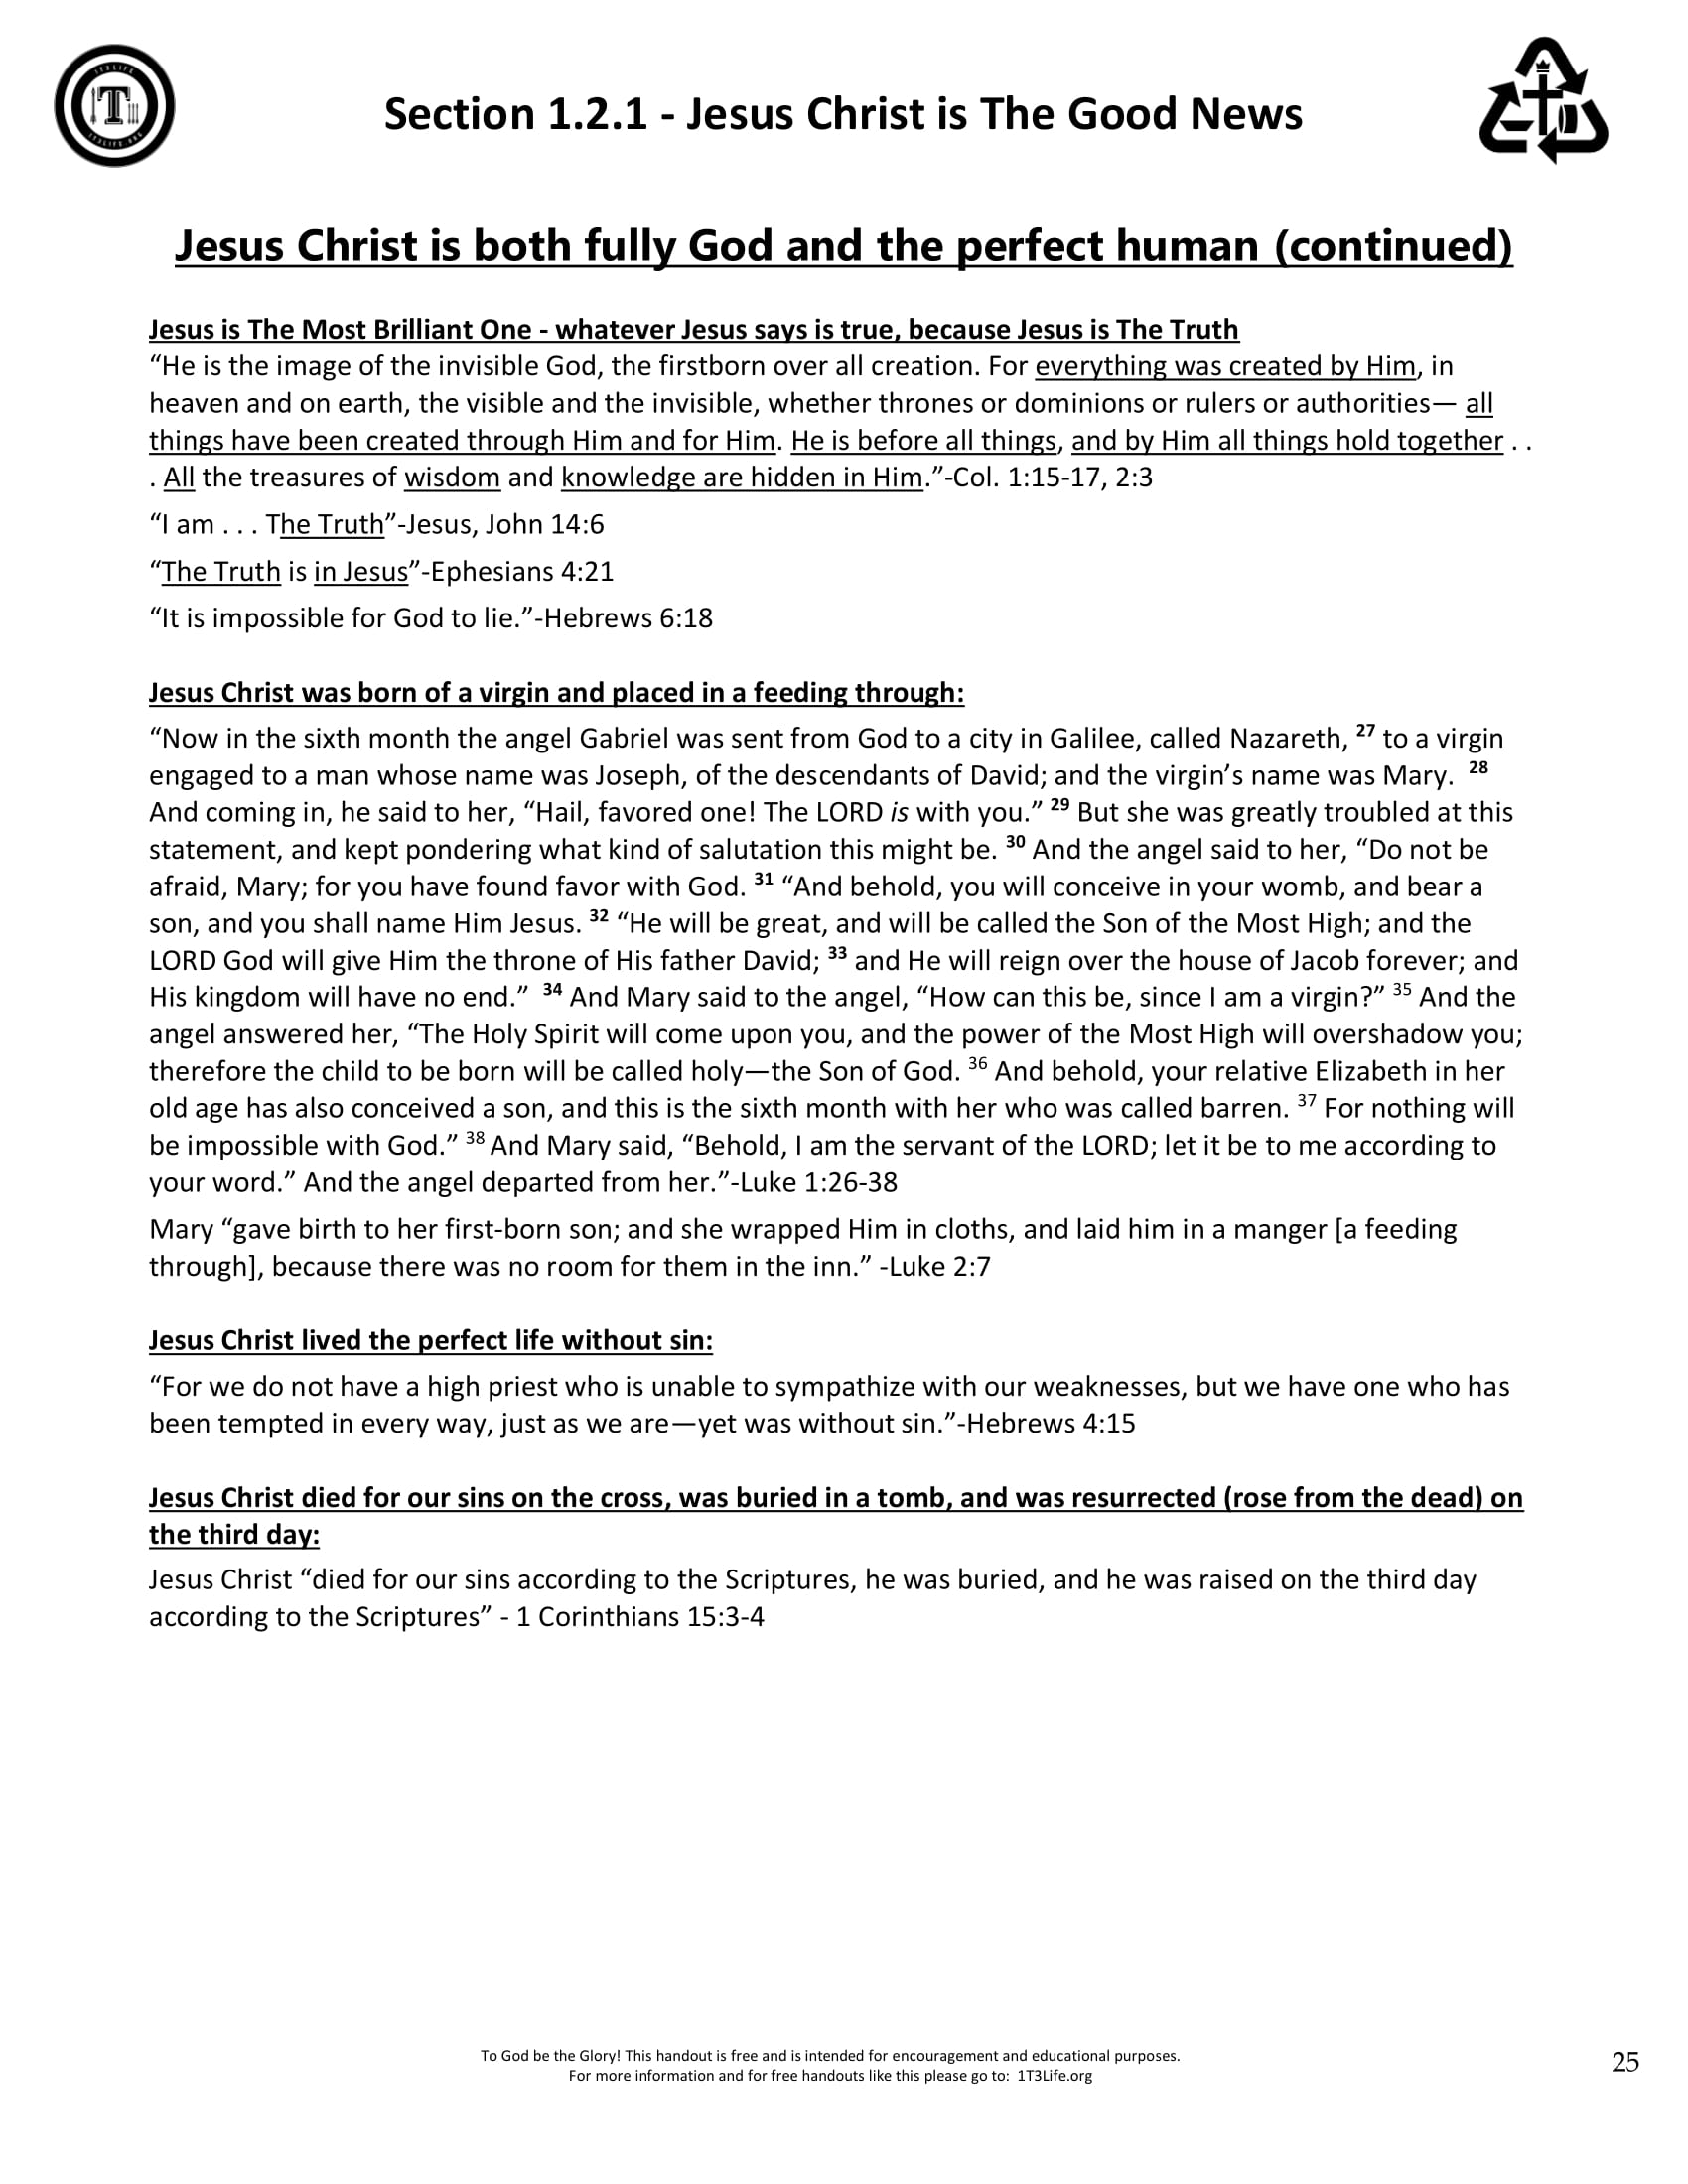 1T3LIFE
T
1T3LIFE.ORG
Section 1.2.1 - Jesus Christ is The Good News
Jesus Christ is both fully God and the perfect human (continued)
Jesus is The Most Brilliant One - whatever Jesus says is true, because Jesus is The Truth
“He is the image of the invisible God, the firstborn over all creation. For everything was created by Him, in
heaven and on earth, the visible and the invisible, whether thrones or dominions or rulers or authorities— all
things have been created through Him and for Him. He is before all things, and by Him all things hold together . .
. All the treasures of wisdom and knowledge are hidden in Him.”-Col. 1:15-17, 2:3
“I am . . . The Truth”-Jesus, John 14:6
“The Truth is in Jesus”-Ephesians 4:21
“It is impossible for God to lie.”-Hebrews 6:18
Jesus Christ was born of a virgin and placed in a feeding through:
“Now in the sixth month the angel Gabriel was sent from God to a city in Galilee, called Nazareth, 27 to a virgin
engaged to a man whose name was Joseph, of the descendants of David; and the virgin’s name was Mary. 28
And coming in, he said to her, “Hail, favored one! The LORD is with you.” 29 But she was greatly troubled at this
statement, and kept pondering what kind of salutation this might be. 30 And the angel said to her, “Do not be
afraid, Mary; for you have found favor with God. 31 “And behold, you will conceive in your womb, and bear a
son, and you shall name Him Jesus. 32 “He will be great, and will be called the Son of the Most High; and the
LORD God will give Him the throne of His father David; 33 and He will reign over the house of Jacob forever; and
His kingdom will have no end.” 34 And Mary said to the angel, “How can this be, since I am a virgin?” 35 And the
angel answered her, “The Holy Spirit will come upon you, and the power of the Most High will overshadow you;
therefore the child to be born will be called holy—the Son of God. 36 And behold, your relative Elizabeth in her
old age has also conceived a son, and this is the sixth month with her who was called barren. 37 For nothing will
be impossible with God.” 38 And Mary said, “Behold, I am the servant of the LORD; let it be to me according to
your word.” And the angel departed from her.”-Luke 1:26-38
Mary “gave birth to her first-born son; and she wrapped Him in cloths, and laid him in a manger [a feeding
through], because there was no room for them in the inn.” -Luke 2:7
Jesus Christ lived the perfect life without sin:
“For we do not have a high priest who is unable to sympathize with our weaknesses, but we have one who has
been tempted in every way, just as we are—yet was without sin.”-Hebrews 4:15
Jesus Christ died for our sins on the cross, was buried in a tomb, and was resurrected (rose from the dead) on
the third day:
Jesus Christ “died for our sins according to the Scriptures, he was buried, and he was raised on the third day
according to the Scriptures” - 1 Corinthians 15:3-4
To God be the Glory! This handout is free and is intended for encouragement and educational purposes.
For more information and for free handouts like this please go to: 1T3Life.org
25